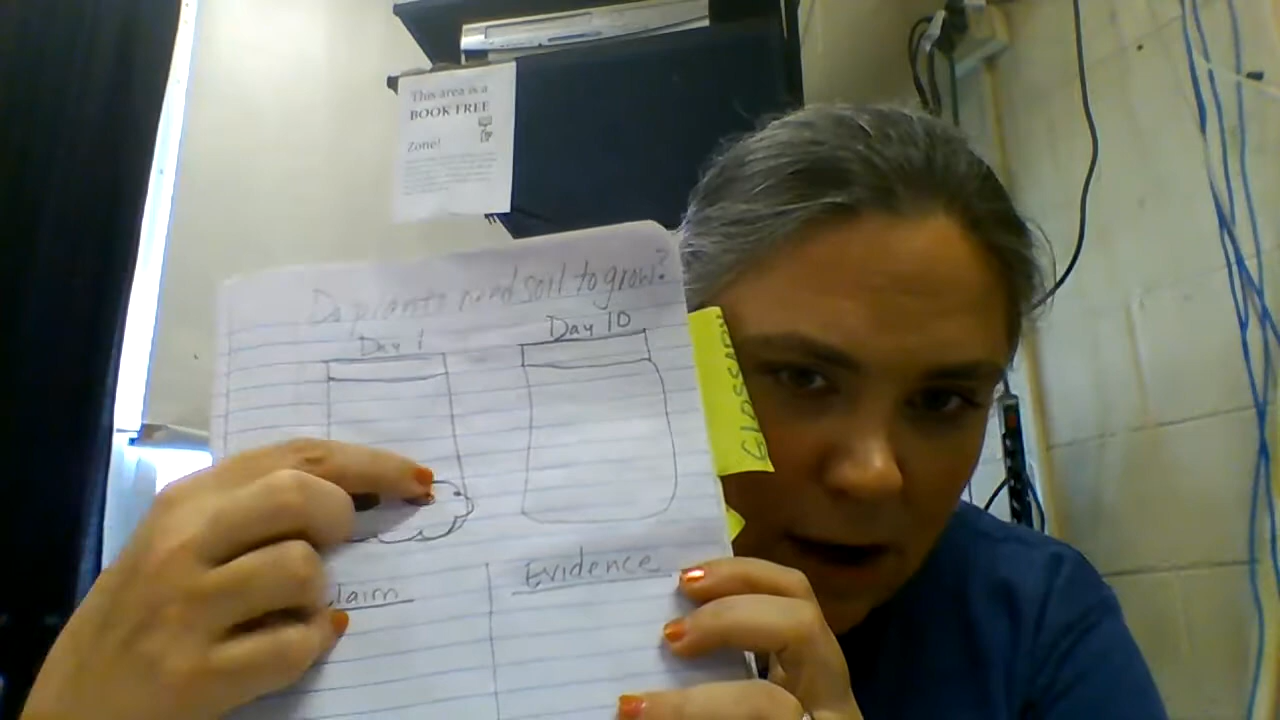 This area is a
BOOK FREE
Zone!
Do plants need soil to grow?
Day 1
Day 10
GLOSSARY
laim
Evidence